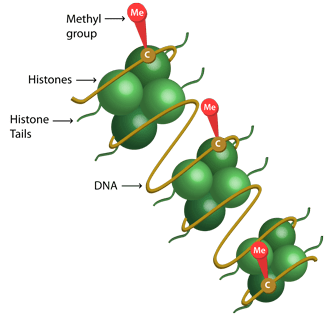 Me
Methyl
group
C
Histones
Me
Histone
Tails
C
DNA
Me
C